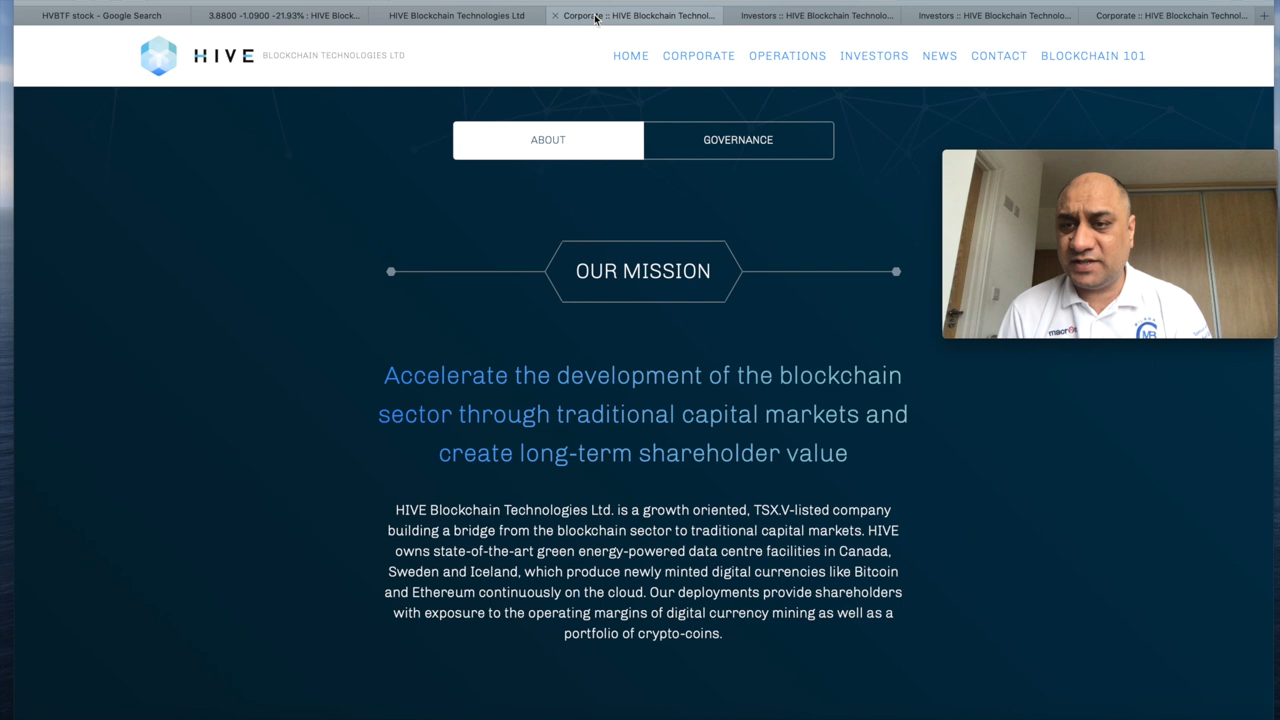 HVBTF stock - Google Search
3.8800 -1.0900 -21.93% : HIVE Block...
HIVE Blockchain Technologies Ltd
Corporate :: HIVE Blockchain Technol...
Investors :: HIVE Blockchain Technolo...
Investors :: HIVE Blockchain Technolo...
Corporate :: HIVE Blockchain Technol...
HIVE BLOCKCHAIN TECHNOLOGIES LTD
HOME CORPORATE OPERATIONS INVESTORS NEWS CONTACT BLOCKCHAIN 101
ABOUT GOVERNANCE
OUR MISSION
Accelerate the development of the blockchain
sector through traditional capital markets and
create long-term shareholder value
HIVE Blockchain Technologies Ltd. is a growth oriented, TSX.V-listed company
building a bridge from the blockchain sector to traditional capital markets. HIVE
owns state-of-the-art green energy-powered data centre facilities in Canada,
Sweden and Iceland, which produce newly minted digital currencies like Bitcoin
and Ethereum continuously on the cloud. Our deployments provide shareholders
with exposure to the operating margins of digital currency mining as well as a
portfolio of crypto-coins.
macron